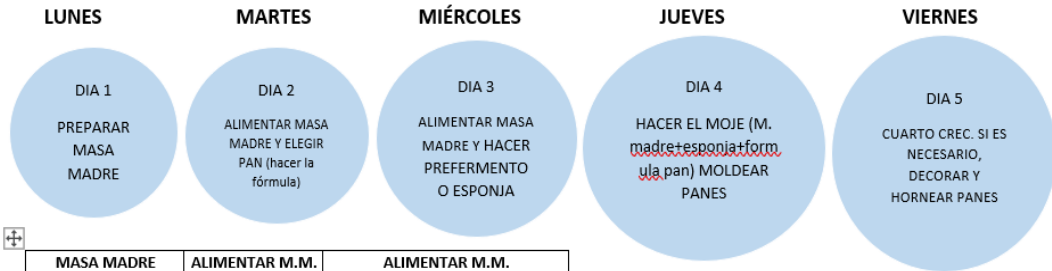 LUNES
MARTES
MIÉRCOLES
JUEVES
VIERNES
DIA 1
PREPARAR
MASA
MADRE
DIA 2
ALIMENTAR MASA
MADRE Y ELEGIR
PAN (hacer la
fórmula)
DIA 3
ALIMENTAR MASA
MADRE Y HACER
PREFERMENTO
O ESPONJA
DIA 4
HACER EL MOJE (M.
madre+esponja+form
ula pan) MOLDEAR
PANES
DIA 5
CUARTO CREC. SI ES
NECESARIO,
DECORAR Y
HORNEAR PANES
MASA MADRE
ALIMENTAR M.M.
ALIMENTAR M.M.